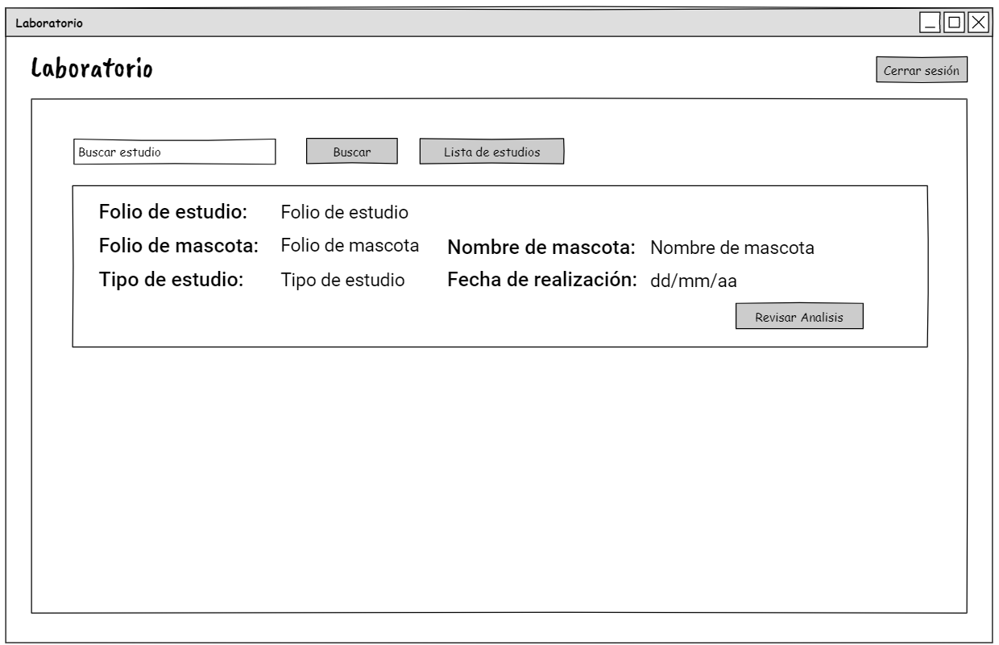 Laboratorio
Laboratorio
Cerrar sesión
Buscar estudio Buscar Lista de estudios
Folio de estudio: Folio de estudio
Folio de mascota: Folio de mascota Nombre de mascota: Nombre de mascota
Tipo de estudio: Tipo de estudio Fecha de realización: dd/mm/aa
Revisar Analisis